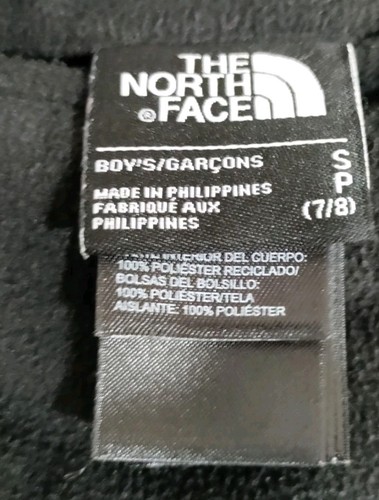 THE
NORTH
®FACE
BOY'S/GARÇONS S
MADE IN PHILIPPINES P
FABRIQUÉ AUX (7/8)
PHILIPPINES
INTERIOR DEL CUERPO:
100% POLIÉSTER RECICLADO/
BOLSAS DEL BOLSILLO:
100% POLIÉSTER/TELA
AISLANTE: 100% POLIÉSTER